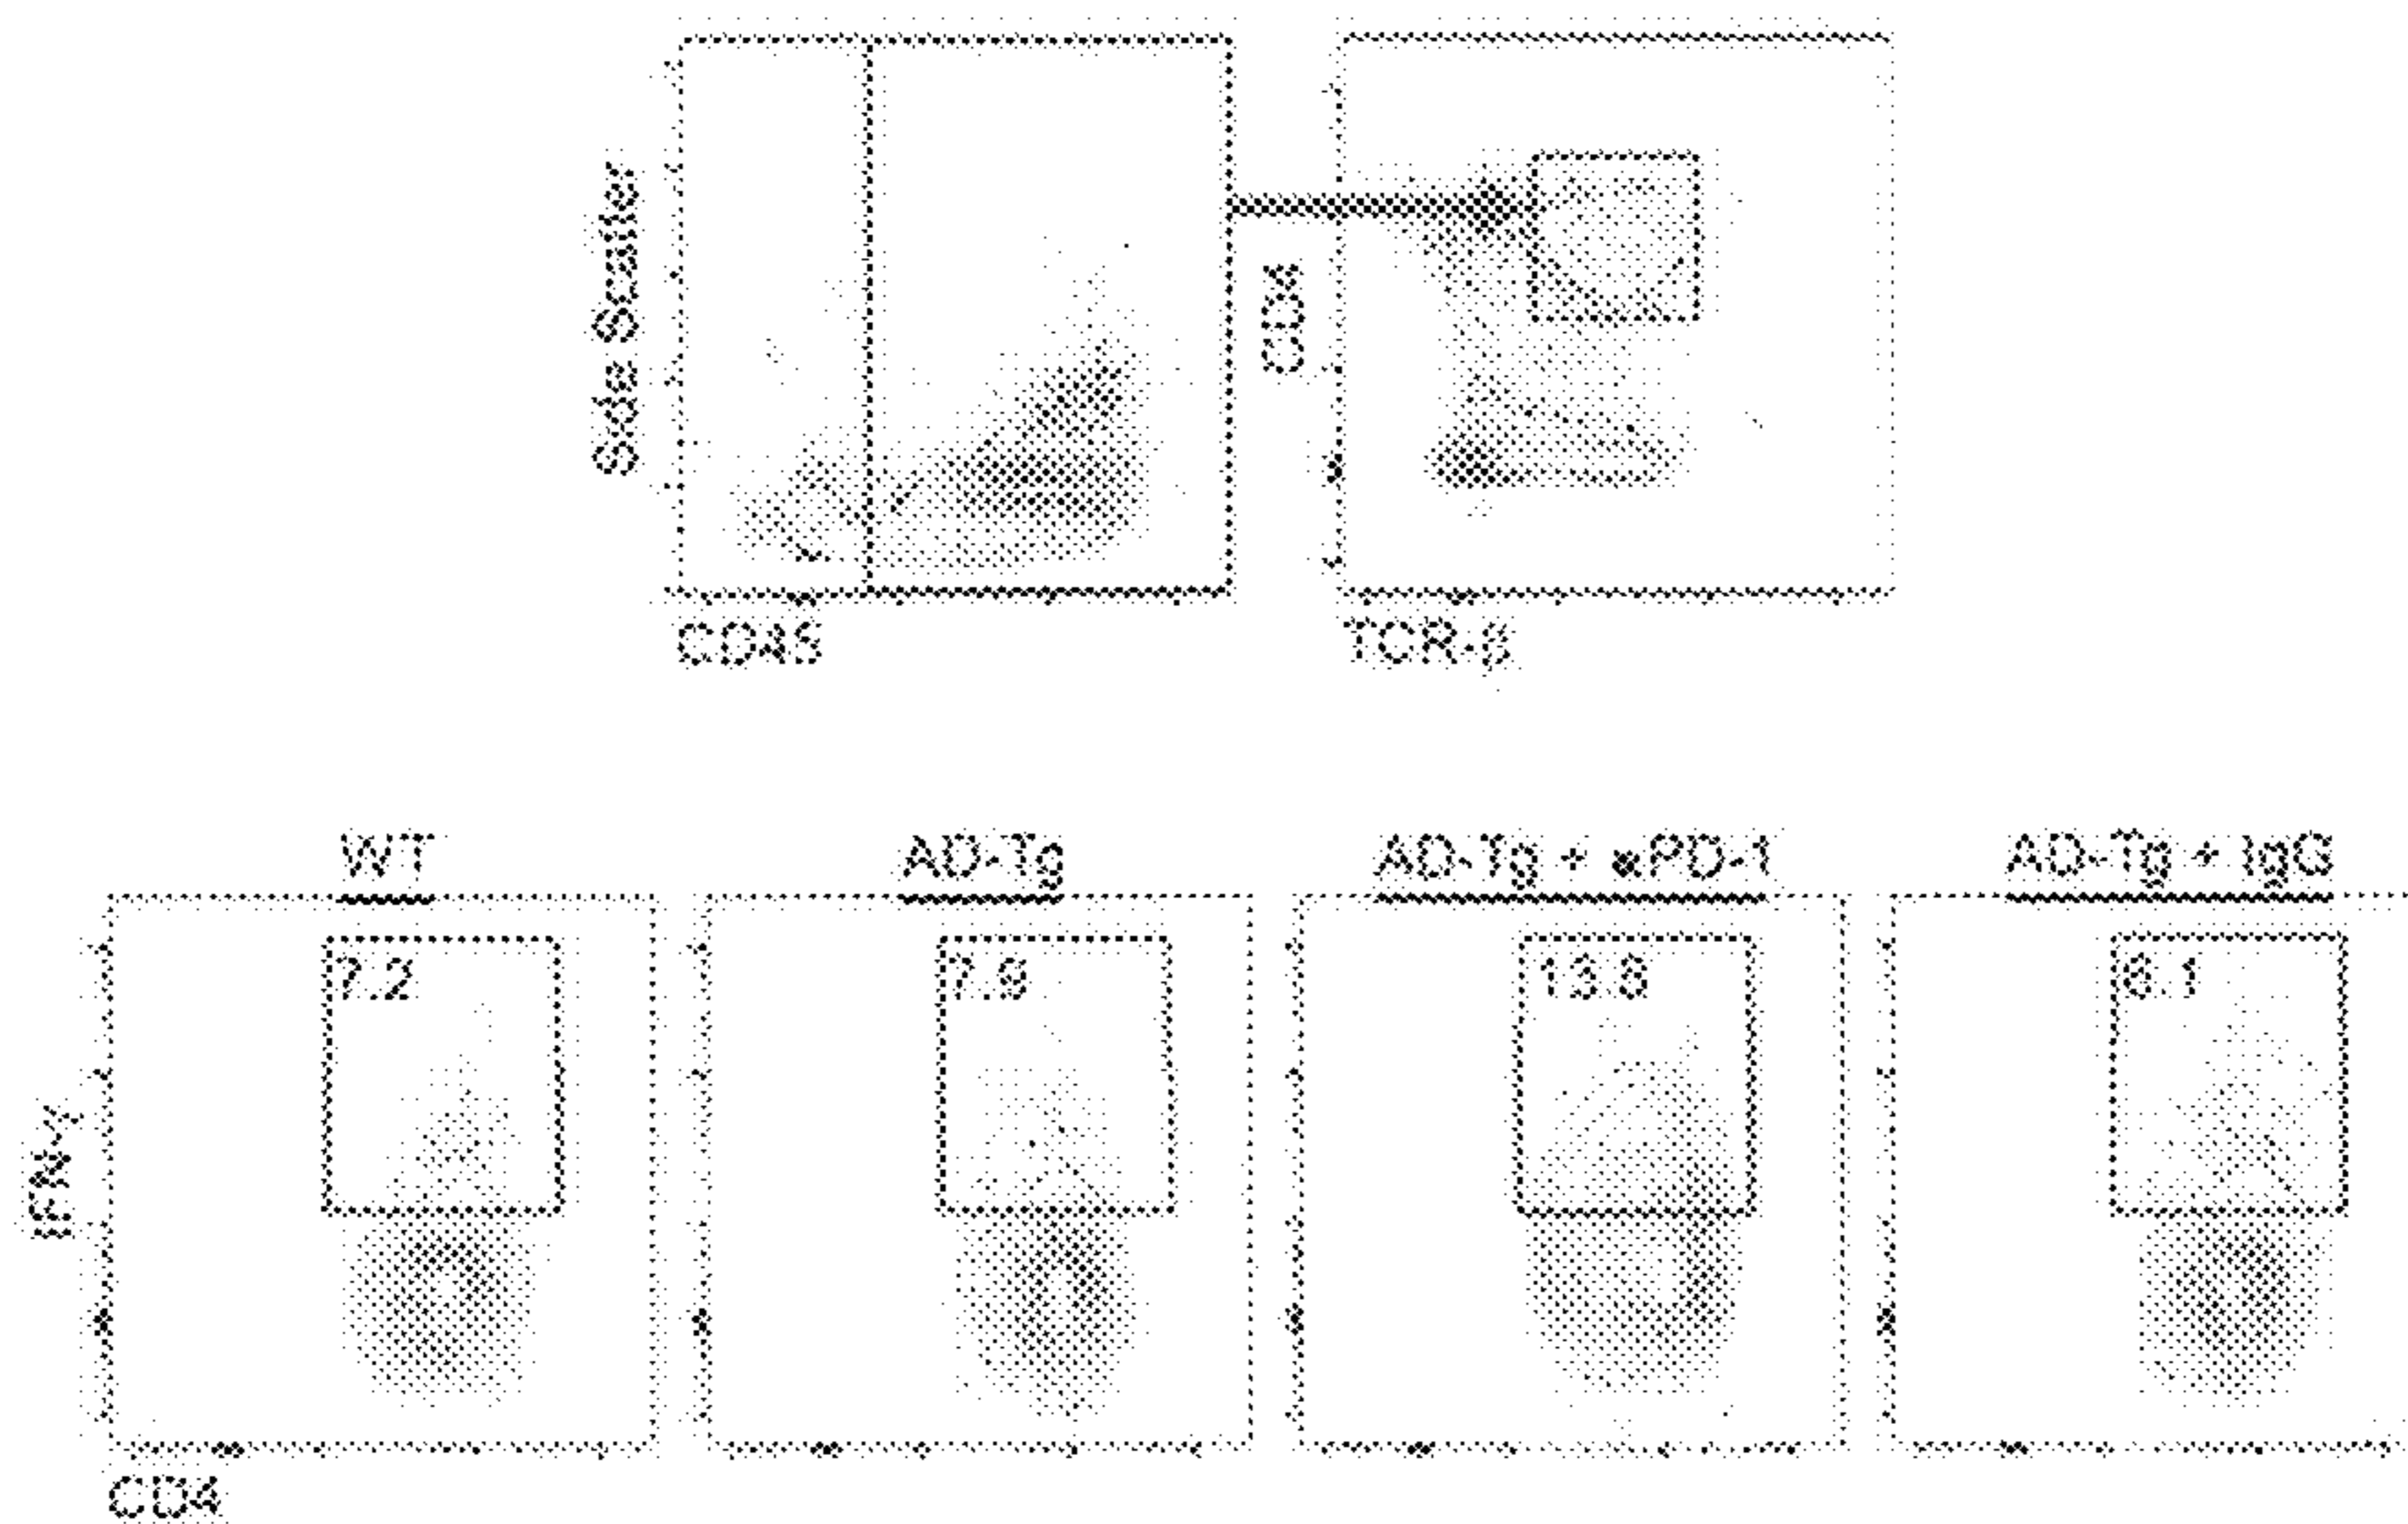 Side Scatter
CD45
CD4
TCR-β
WT
AD-Tg
AD-Tg + αPD-1
AD-Tg + IgG
7.2
7.9
13.8
6.1
IFN-γ
CD4